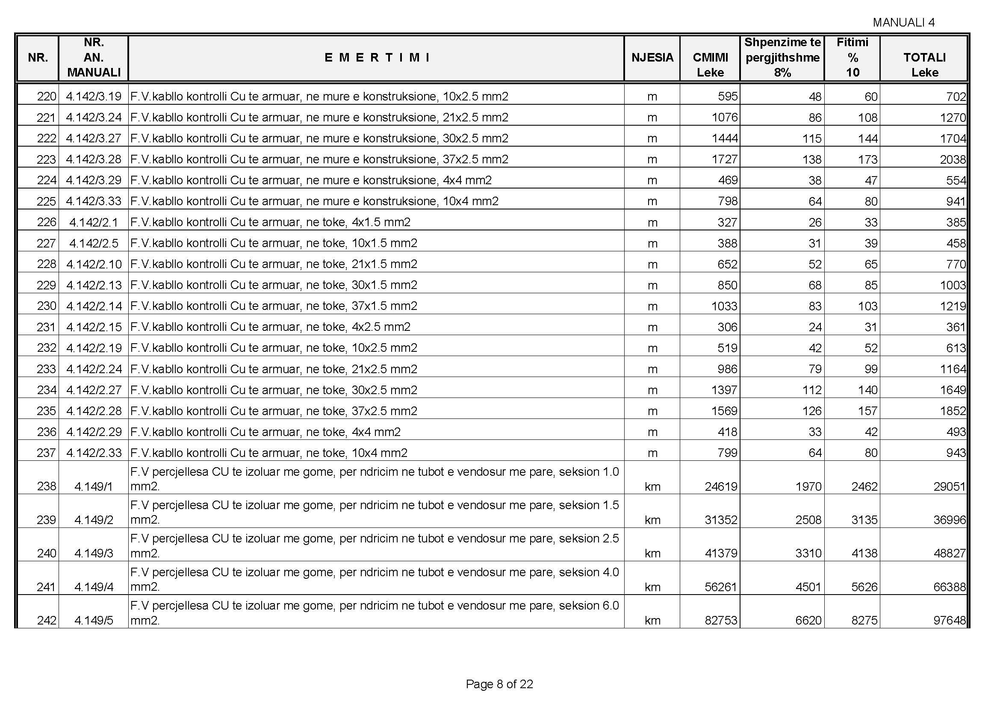 MANUALI 4
NR. NR. AN. MANUALI E M E R T I M I NJESIA CMIMI Leke Shpenzime te pergjithshme 8% Fitimi % 10 TOTALI Leke
220 4.142/3.19 F.V.kabllo kontrolli Cu te armuar, ne mure e konstruksione, 10x2.5 mm2 m 595 48 60 702
221 4.142/3.24 F.V.kabllo kontrolli Cu te armuar, ne mure e konstruksione, 21x2.5 mm2 m 1076 86 108 1270
222 4.142/3.27 F.V.kabllo kontrolli Cu te armuar, ne mure e konstruksione, 30x2.5 mm2 m 1444 115 144 1704
223 4.142/3.28 F.V.kabllo kontrolli Cu te armuar, ne mure e konstruksione, 37x2.5 mm2 m 1727 138 173 2038
224 4.142/3.29 F.V.kabllo kontrolli Cu te armuar, ne mure e konstruksione, 4x4 mm2 m 469 38 47 554
225 4.142/3.33 F.V.kabllo kontrolli Cu te armuar, ne mure e konstruksione, 10x4 mm2 m 798 64 80 941
226 4.142/2.1 F.V.kabllo kontrolli Cu te armuar, ne toke, 4x1.5 mm2 m 327 26 33 385
227 4.142/2.5 F.V.kabllo kontrolli Cu te armuar, ne toke, 10x1.5 mm2 m 388 31 39 458
228 4.142/2.10 F.V.kabllo kontrolli Cu te armuar, ne toke, 21x1.5 mm2 m 652 52 65 770
229 4.142/2.13 F.V.kabllo kontrolli Cu te armuar, ne toke, 30x1.5 mm2 m 850 68 85 1003
230 4.142/2.14 F.V.kabllo kontrolli Cu te armuar, ne toke, 37x1.5 mm2 m 1033 83 103 1219
231 4.142/2.15 F.V.kabllo kontrolli Cu te armuar, ne toke, 4x2.5 mm2 m 306 24 31 361
232 4.142/2.19 F.V.kabllo kontrolli Cu te armuar, ne toke, 10x2.5 mm2 m 519 42 52 613
233 4.142/2.24 F.V.kabllo kontrolli Cu te armuar, ne toke, 21x2.5 mm2 m 986 79 99 1164
234 4.142/2.27 F.V.kabllo kontrolli Cu te armuar, ne toke, 30x2.5 mm2 m 1397 112 140 1649
235 4.142/2.28 F.V.kabllo kontrolli Cu te armuar, ne toke, 37x2.5 mm2 m 1569 126 157 1852
236 4.142/2.29 F.V.kabllo kontrolli Cu te armuar, ne toke, 4x4 mm2 m 418 33 42 493
237 4.142/2.33 F.V.kabllo kontrolli Cu te armuar, ne toke, 10x4 mm2 m 799 64 80 943
F.V percjellesa CU te izoluar me gome, per ndricim ne tubot e vendosur me pare, seksion 1.0
238 4.149/1 mm2. km 24619 1970 2462 29051
F.V percjellesa CU te izoluar me gome, per ndricim ne tubot e vendosur me pare, seksion 1.5
239 4.149/2 mm2. km 31352 2508 3135 36996
F.V percjellesa CU te izoluar me gome, per ndricim ne tubot e vendosur me pare, seksion 2.5
240 4.149/3 mm2. km 41379 3310 4138 48827
F.V percjellesa CU te izoluar me gome, per ndricim ne tubot e vendosur me pare, seksion 4.0
241 4.149/4 mm2. km 56261 4501 5626 66388
F.V percjellesa CU te izoluar me gome, per ndricim ne tubot e vendosur me pare, seksion 6.0
242 4.149/5 mm2. km 82753 6620 8275 97648
Page 8 of 22